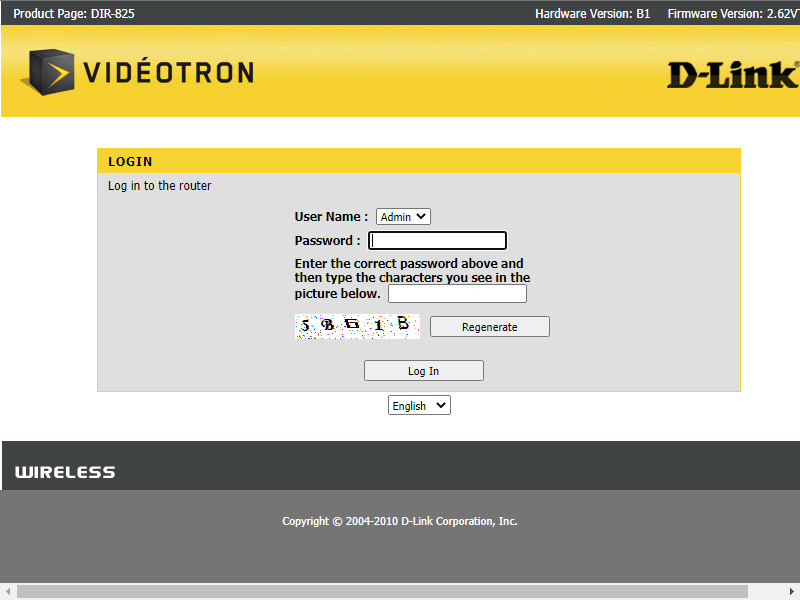 Product Page: DIR-825 Hardware Version: B1 Firmware Version: 2.62V
VIDÉOTRON D-Link®
LOGIN
Log in to the router
User Name : Admin
Password :
Enter the correct password above and
then type the characters you see in the
picture below.
Regenerate
Log In
English
WIRELESS
Copyright © 2004-2010 D-Link Corporation, Inc.